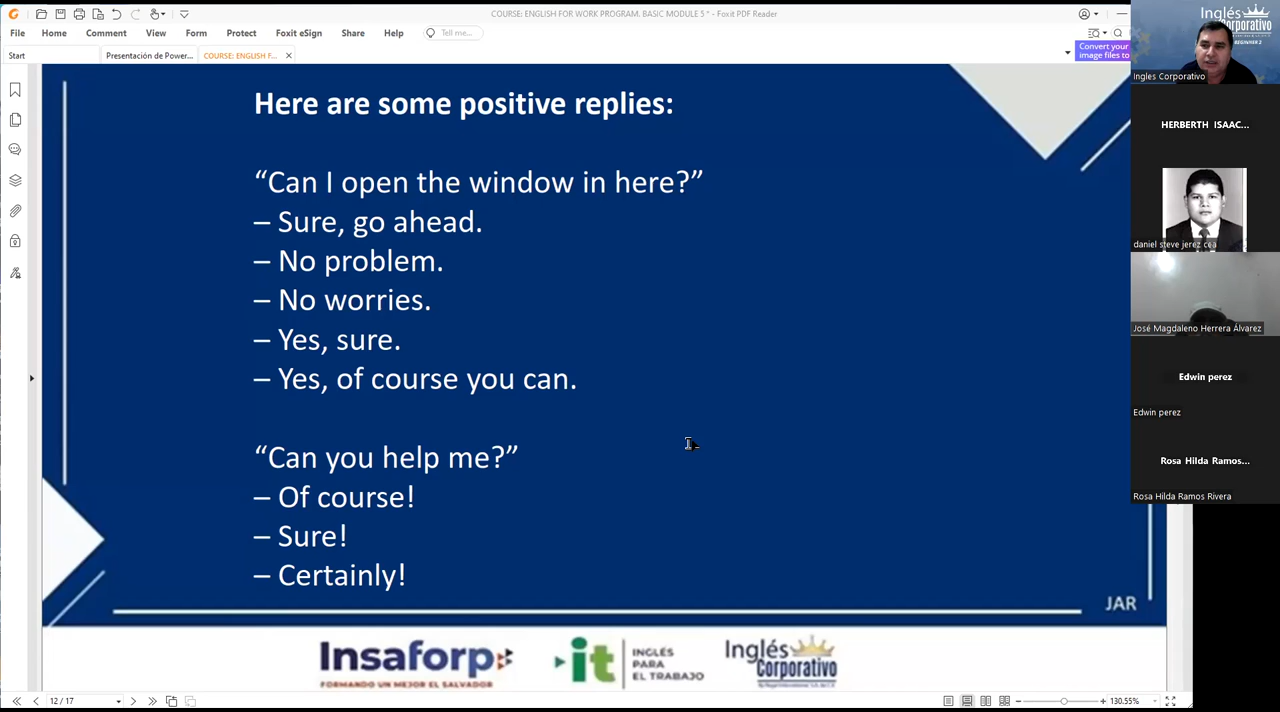 COURSE: ENGLISH FOR WORK PROGRAM. BASIC MODULE 5 * - Foxit PDF Reader
File Home Comment View Form Protect Foxit eSign Share Help Tell me...
Start Presentación de Power... COURSE: ENGLISH F...
Convert your
image files to
Here are some positive replies:
“Can I open the window in here?”
– Sure, go ahead.
– No problem.
– No worries.
– Yes, sure.
– Yes, of course you can.
“Can you help me?”
– Of course!
– Sure!
– Certainly!
JAR
Insaforp
FORMANDO UN MEJOR EL SALVADOR
it
INGLÉS
PARA
EL TRABAJO
Inglés
Corporativo
12 / 17
130.55%
Inglés
Corporativo
BEGINNER 2
Ingles Corporativo
HERBERTH ISAAC...
daniel steve jerez cea
José Magdaleno Herrera Álvarez
Edwin perez
Edwin perez
Rosa Hilda Ramos...
Rosa Hilda Ramos Rivera